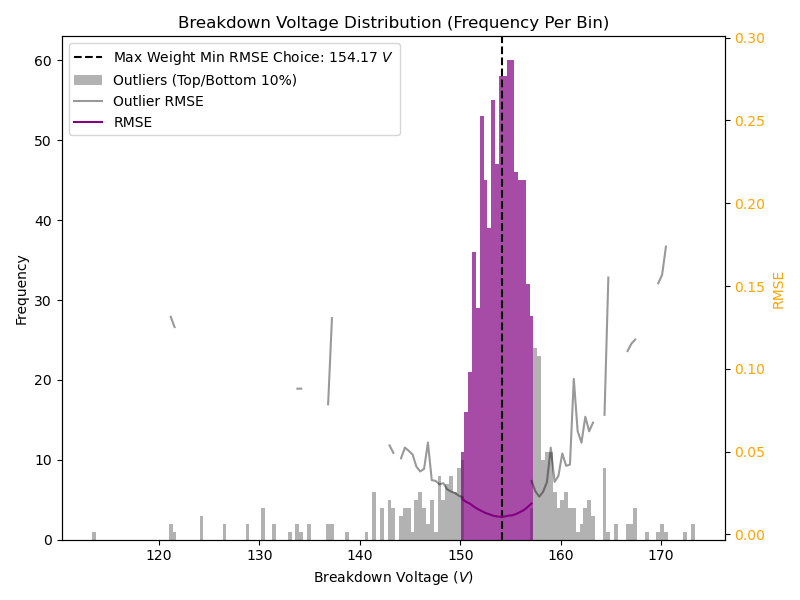 Breakdown Voltage Distribution (Frequency Per Bin)
Max Weight Min RMSE Choice: 154.17 V
Outliers (Top/Bottom 10%)
Outlier RMSE
RMSE
Frequency
60
50
40
30
20
10
0
0.30
0.25
0.20
0.15
0.10
0.05
0.00
RMSE
120 130 140 150 160 170
Breakdown Voltage (V)